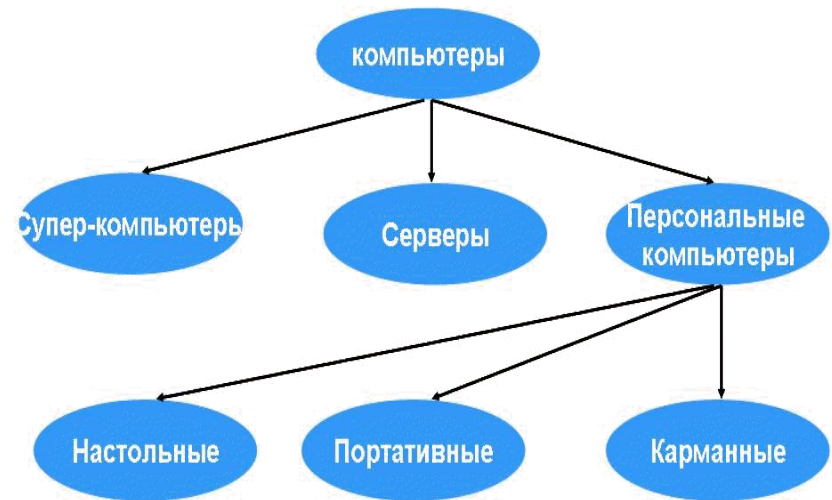 компьютеры
Супер-компьютеры
Серверы
Персональные
компьютеры
Настольные
Портативные
Карманные